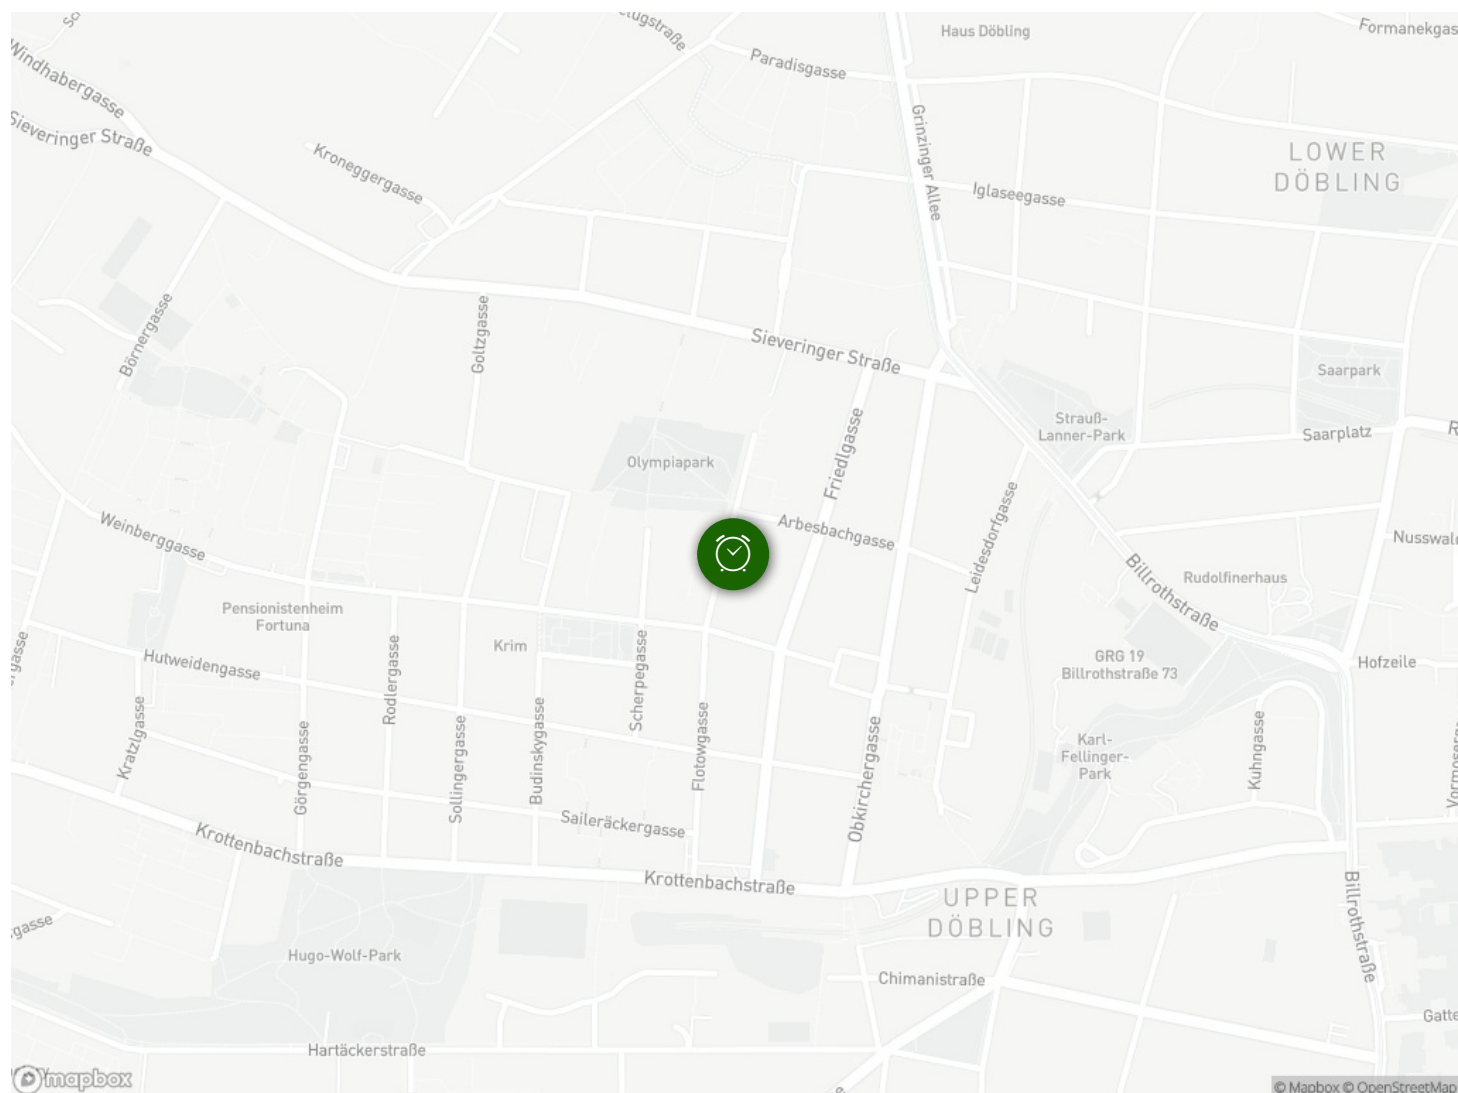 Haus Döbling
Formanekgas
Paradisgasse
Windhabergasse
Sieveringer Straße
Grinzinger Allee
Kroneggergasse
LOWER
DÖBLING
Iglaseegasse
Börnergasse
Goltzgasse
Sieveringer Straße
Saarpark
Strauß-
Lanner-Park
Saarplatz
Friedlgasse
Olympiapark
Weinberggasse
Arbesbachgasse
Leidesdorfgasse
Nusswal
Billrothstraße
Rudolfinerhaus
Pensionistenheim
Fortuna
Krim
Hutweidengasse
Rodlergasse
Scherpegasse
GRG 19
Billrothstraße 73
Hofzeile
Kratzlgasse
Görgengasse
Sollingergasse
Budinskygasse
Flotowgasse
Obkirchergasse
Karl-
Fellinger-
Park
Kuhngasse
Saileräckergasse
Krottenbachstraße
Krottenbachstraße
UPPER
DÖBLING
Billrothstraße
Hugo-Wolf-Park
Chimanistraße
Gatte
Hartäckerstraße
mapbox
© Mapbox © OpenStreetMap